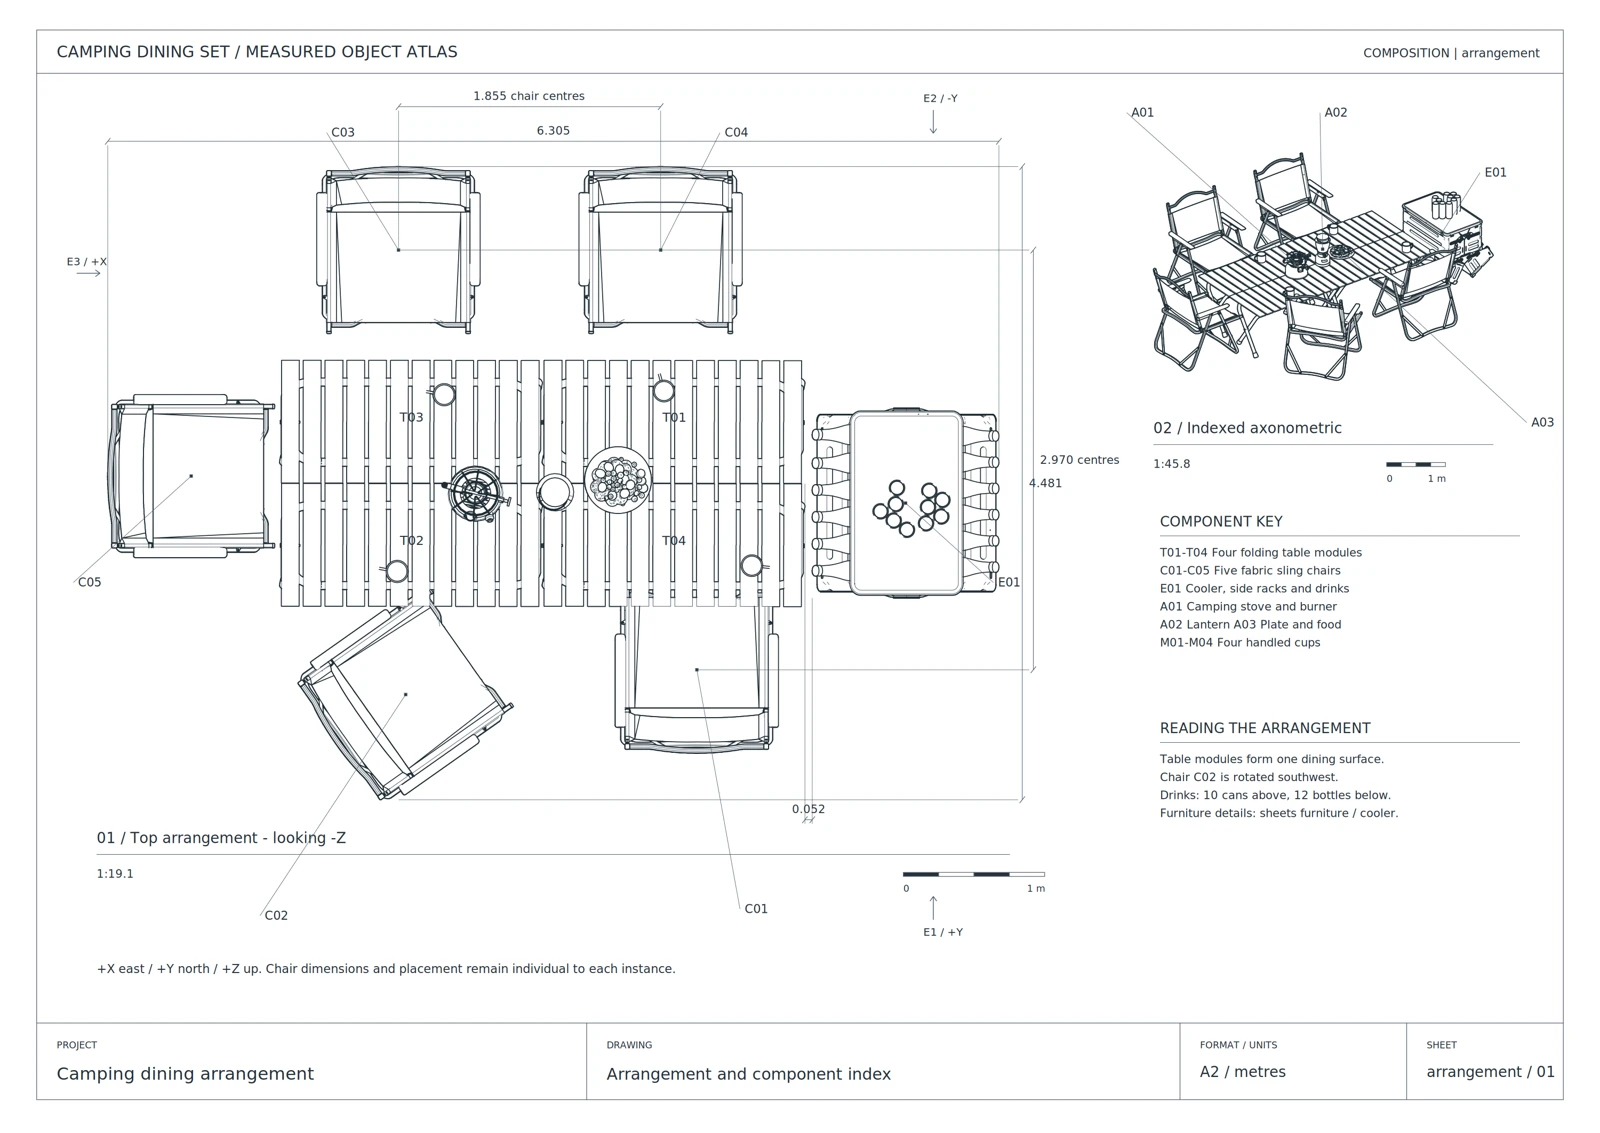 CAMPING DINING SET / MEASURED OBJECT ATLAS
COMPOSITION | arrangement
1.855 chair centres
E2 / -Y
6.305
C03
C04
E3 / +X
T03
T01
T02
T04
C05
E01
2.970 centres
4.481
0.052
01 / Top arrangement - looking -Z
1:19.1
0
1 m
C02
C01
E1 / +Y
+X east / +Y north / +Z up. Chair dimensions and placement remain individual to each instance.
A01
A02
E01
A03
02 / Indexed axonometric
1:45.8
0
1 m
COMPONENT KEY
T01-T04 Four folding table modules
C01-C05 Five fabric sling chairs
E01 Cooler, side racks and drinks
A01 Camping stove and burner
A02 Lantern A03 Plate and food
M01-M04 Four handled cups
READING THE ARRANGEMENT
Table modules form one dining surface.
Chair C02 is rotated southwest.
Drinks: 10 cans above, 12 bottles below.
Furniture details: sheets furniture / cooler.
PROJECT
Camping dining arrangement
DRAWING
Arrangement and component index
FORMAT / UNITS
A2 / metres
SHEET
arrangement / 01